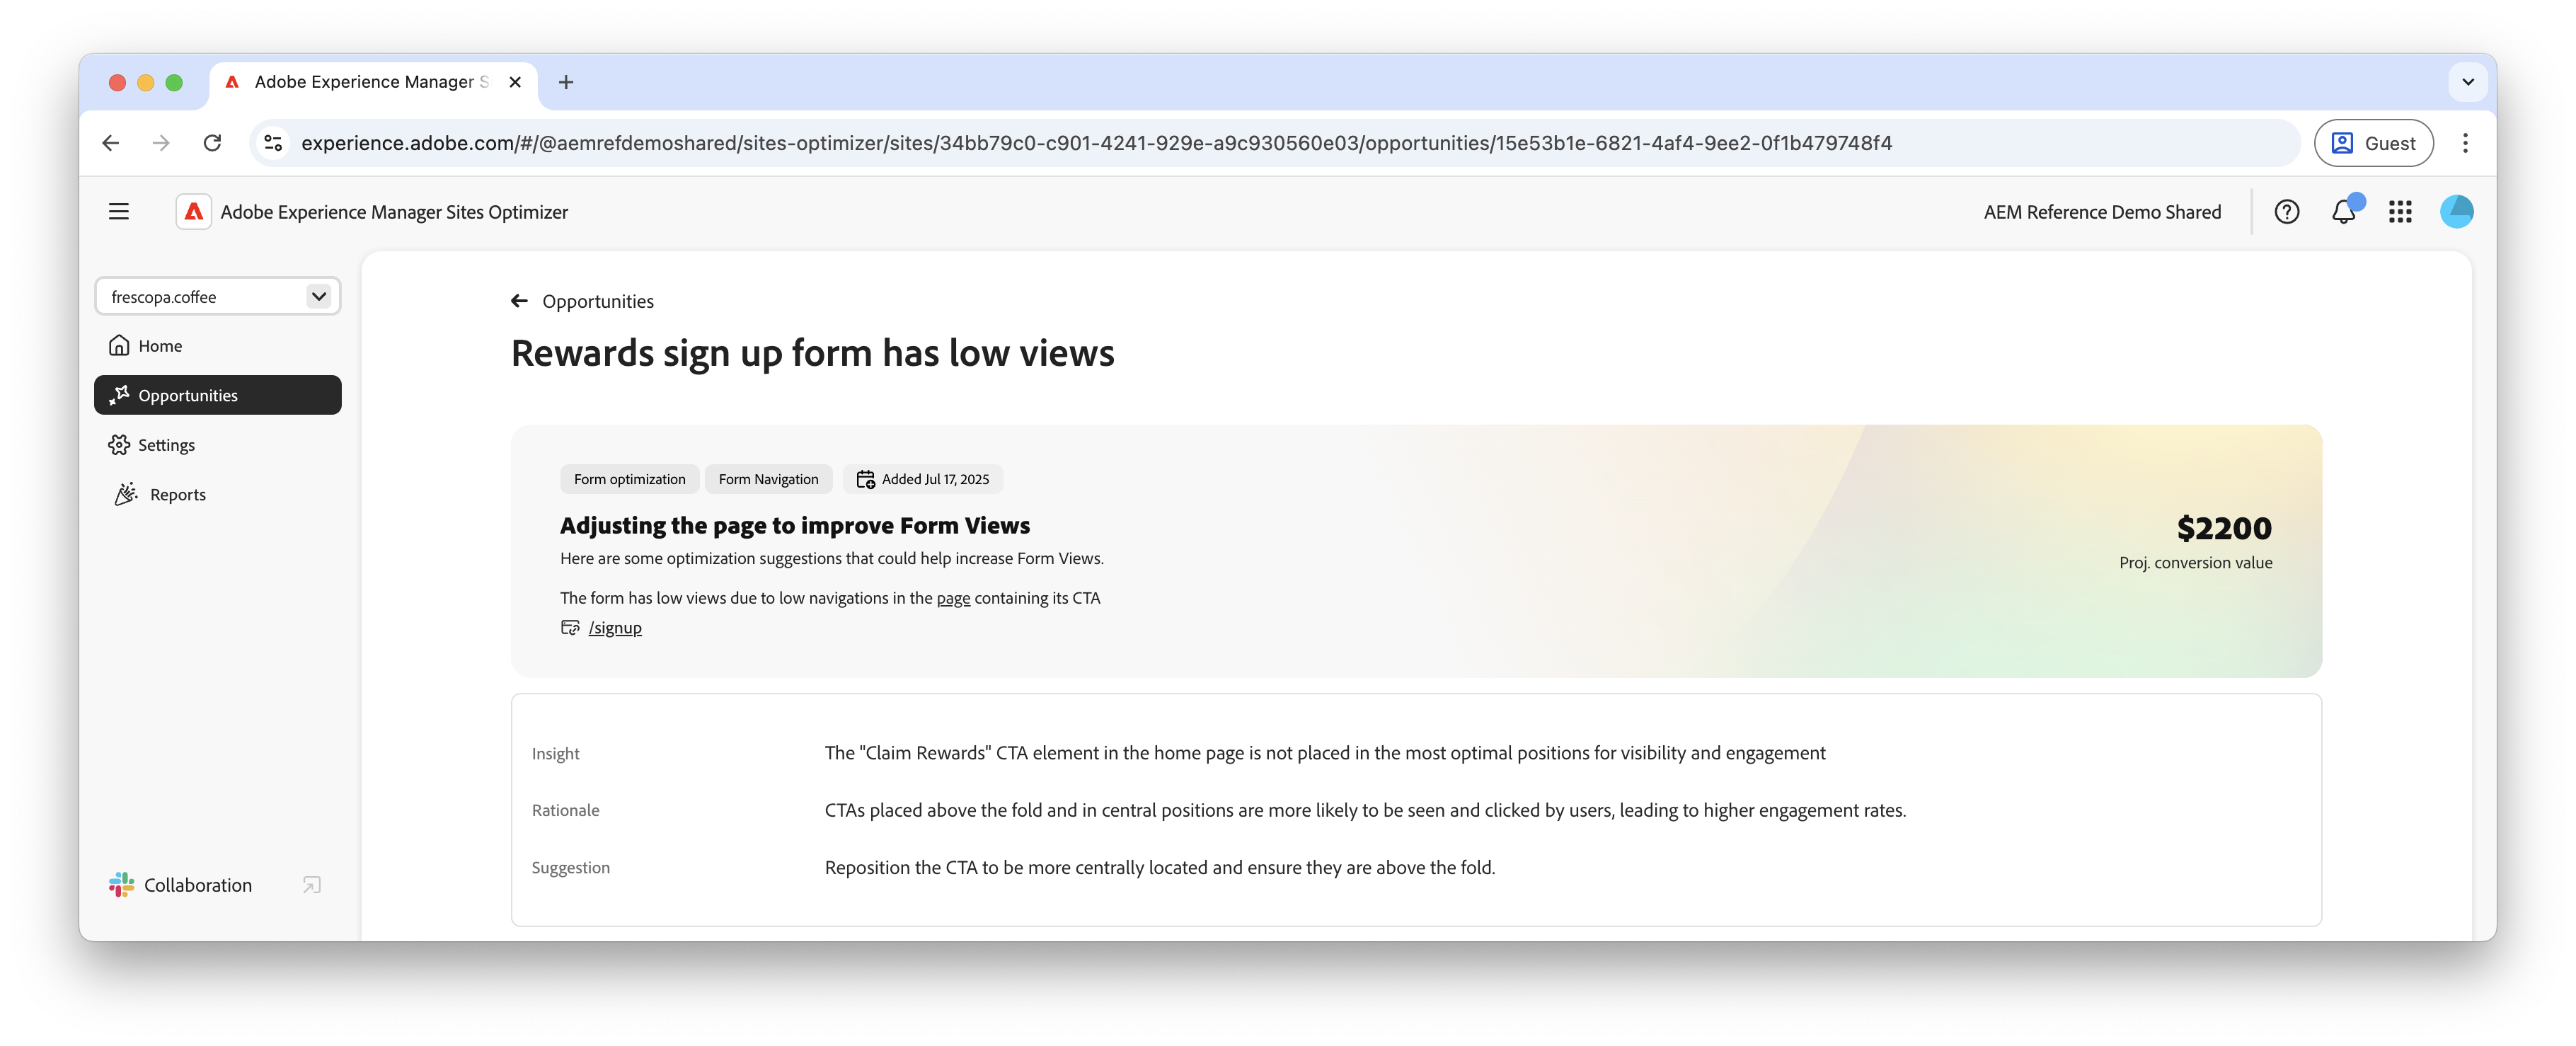 Adobe Experience Manager S
experience.adobe.com/#/@aemrefdemoshared/sites-optimizer/sites/34bb79c0-c901-4241-929e-a9c930560e03/opportunities/15e53b1e-6821-4af4-9ee2-0f1b479748f4
Guest
Adobe Experience Manager Sites Optimizer
AEM Reference Demo Shared
frescopa.coffee
Home
Opportunities
Settings
Reports
Collaboration
Opportunities
Rewards sign up form has low views
Form optimization
Form Navigation
Added Jul 17, 2025
Adjusting the page to improve Form Views
Here are some optimization suggestions that could help increase Form Views.
The form has low views due to low navigations in the page containing its CTA
/signup
$2200
Proj. conversion value
Insight
The "Claim Rewards" CTA element in the home page is not placed in the most optimal positions for visibility and engagement
Rationale
CTAs placed above the fold and in central positions are more likely to be seen and clicked by users, leading to higher engagement rates.
Suggestion
Reposition the CTA to be more centrally located and ensure they are above the fold.